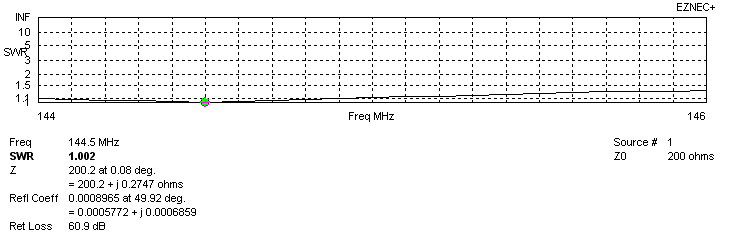 EZNEC+
INF
10
5
SWR
3
2
1.5
1.1
144 Freq MHz 146
Freq 144.5 MHz Source # 1
SWR 1.002 Z0 200 ohms
Z 200.2 at 0.08 deg.
= 200.2 + j 0.2747 ohms
Refl Coeff 0.0008965 at 49.92 deg.
= 0.0005772 + j 0.0006859
Ret Loss 60.9 dB